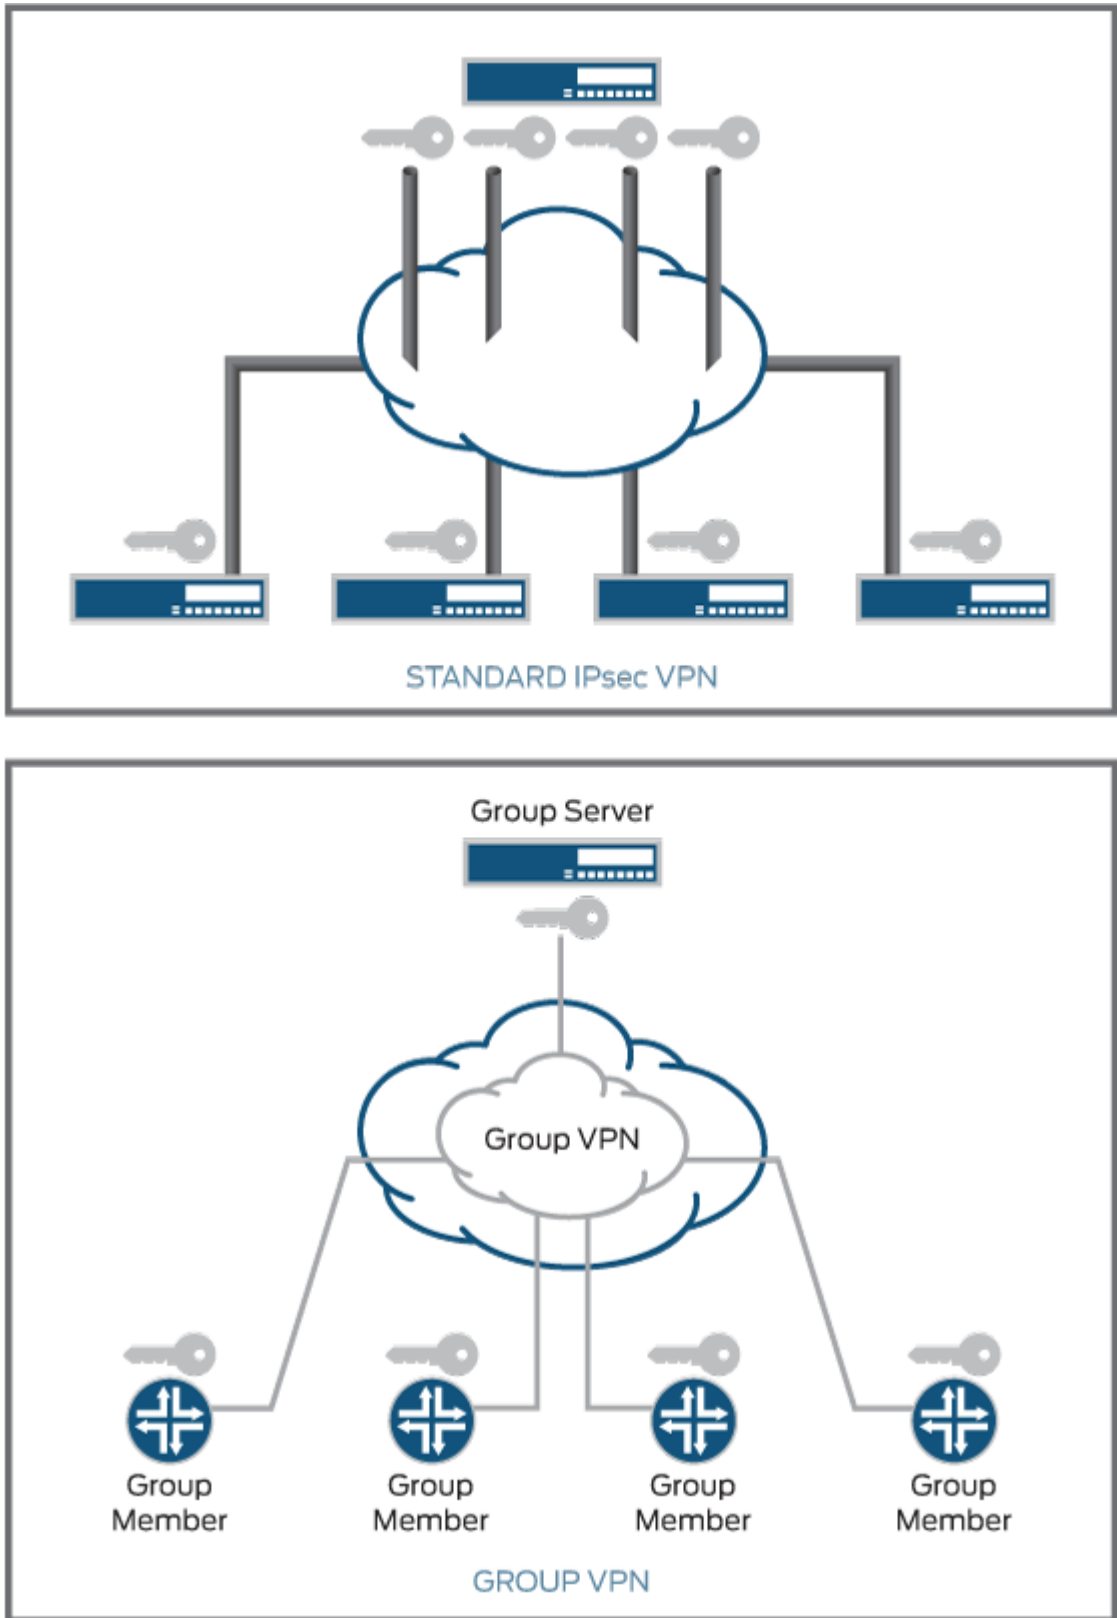 STANDARD IPsec VPN
Group Server
Group VPN
Group
Member
Group
Member
Group
Member
Group
Member
GROUP VPN